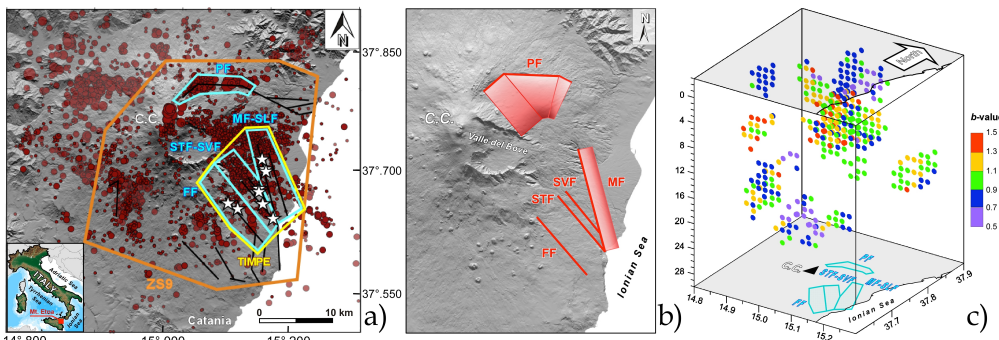 N
37°.850
PF
C.C.
MF-SLF
STF-SVF
37°.700
FF
TIMPE
ZS9
37°.550
ITALY
Adriatic Sea
Tyrrhenian
Sea
Mt. Etna
Ionian
Sea
Catania
0 10 km
14°.800 15°.000 15°.200
a)
N
PF
C.C.
Valle del Bove
SVF
STF
MF
FF
Ionian Sea
b)
North
0
4
8
12
16
20
24
28
b-value
1.5
1.3
1.1
0.9
0.7
0.5
PF
C.C.
STF-SVF
MF-SLF
FF
Ionian Sea
14.8
14.9
15.0
15.1
15.2
37.7
37.8
37.9
c)